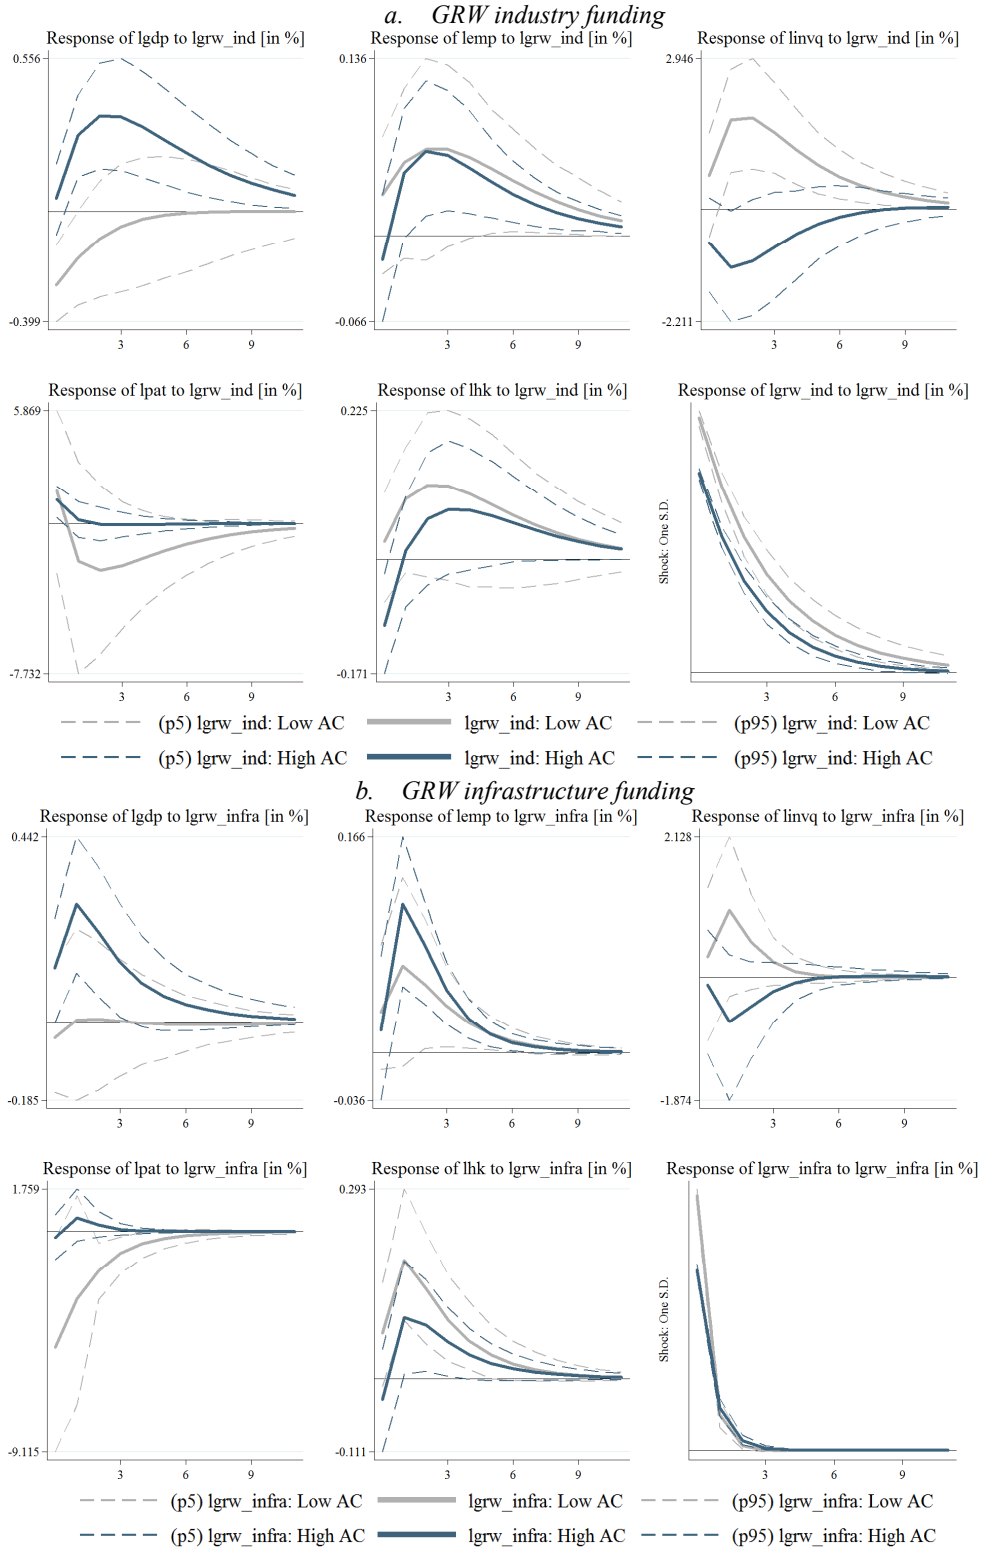 a. GRW industry funding
Response of lgdp to lgrw_ind [in %] Response of lemp to lgrw_ind [in %] Response of linvq to lgrw_ind [in %]
0.556 0.136 2.946
-0.399 -0.066 -2.211
3 6 9 3 6 9 3 6 9
Response of lpat to lgrw_ind [in %] Response of lhk to lgrw_ind [in %] Response of lgrw_ind to lgrw_ind [in %]
5.869 0.225
Shock: One S.D.
-7.732 -0.171
3 6 9 3 6 9 3 6 9
(p5) lgrw_ind: Low AC lgrw_ind: Low AC (p95) lgrw_ind: Low AC
(p5) lgrw_ind: High AC lgrw_ind: High AC (p95) lgrw_ind: High AC
b. GRW infrastructure funding
Response of lgdp to lgrw_infra [in %] Response of lemp to lgrw_infra [in %] Response of linvq to lgrw_infra [in %]
0.442 0.166 2.128
-0.185 -0.036 -1.874
3 6 9 3 6 9 3 6 9
Response of lpat to lgrw_infra [in %] Response of lhk to lgrw_infra [in %] Response of lgrw_infra to lgrw_infra [in %]
1.759 0.293
Shock: One S.D.
-9.115 -0.111
3 6 9 3 6 9 3 6 9
(p5) lgrw_infra: Low AC lgrw_infra: Low AC (p95) lgrw_infra: Low AC
(p5) lgrw_infra: High AC lgrw_infra: High AC (p95) lgrw_infra: High AC